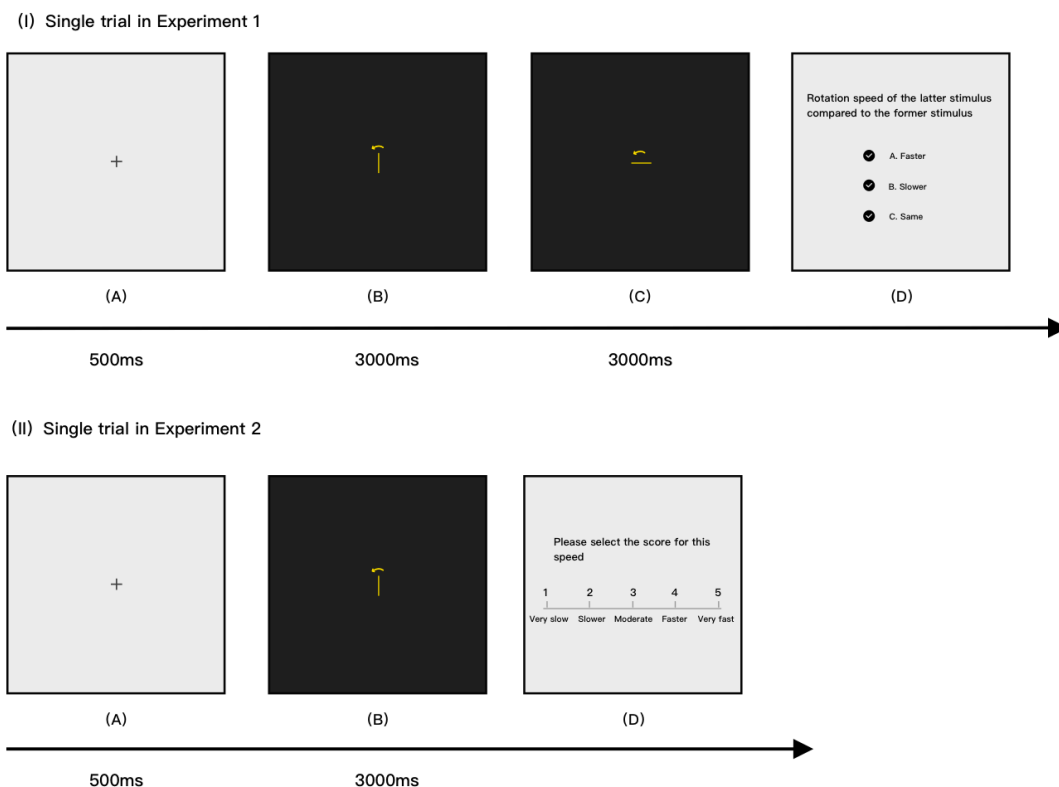 (I) Single trial in Experiment 1
Rotation speed of the latter stimulus
compared to the former stimulus
A. Faster
B. Slower
C. Same
(A) (B) (C) (D)
500ms 3000ms 3000ms
(II) Single trial in Experiment 2
Please select the score for this
speed
1 2 3 4 5
Very slow Slower Moderate Faster Very fast
(A) (B) (D)
500ms 3000ms